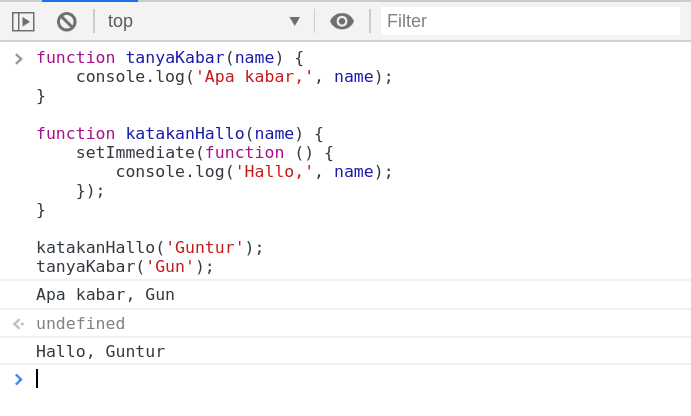 top
Filter
function tanyaKabar(name) {
    console.log('Apa kabar,', name);
}
function katakanHallo(name) {
    setImmediate(function () {
        console.log('Hallo,', name);
    });
}
katakanHallo('Guntur');
tanyaKabar('Gun');
Apa kabar, Gun
undefined
Hallo, Guntur